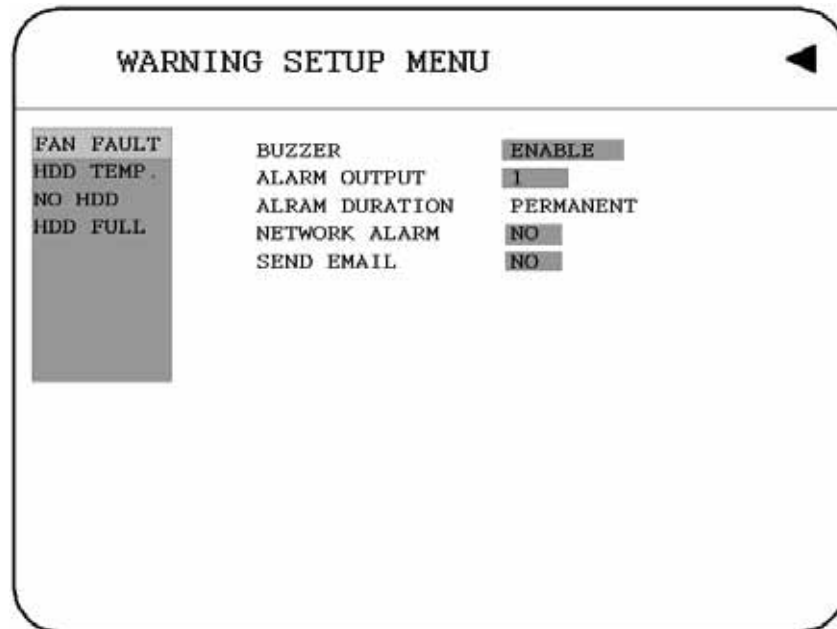 WARNING SETUP MENU
FAN FAULT
HDD TEMP.
NO HDD
HDD FULL
BUZZER ENABLE
ALARM OUTPUT 1
ALRAM DURATION PERMANENT
NETWORK ALARM NO
SEND EMAIL NO